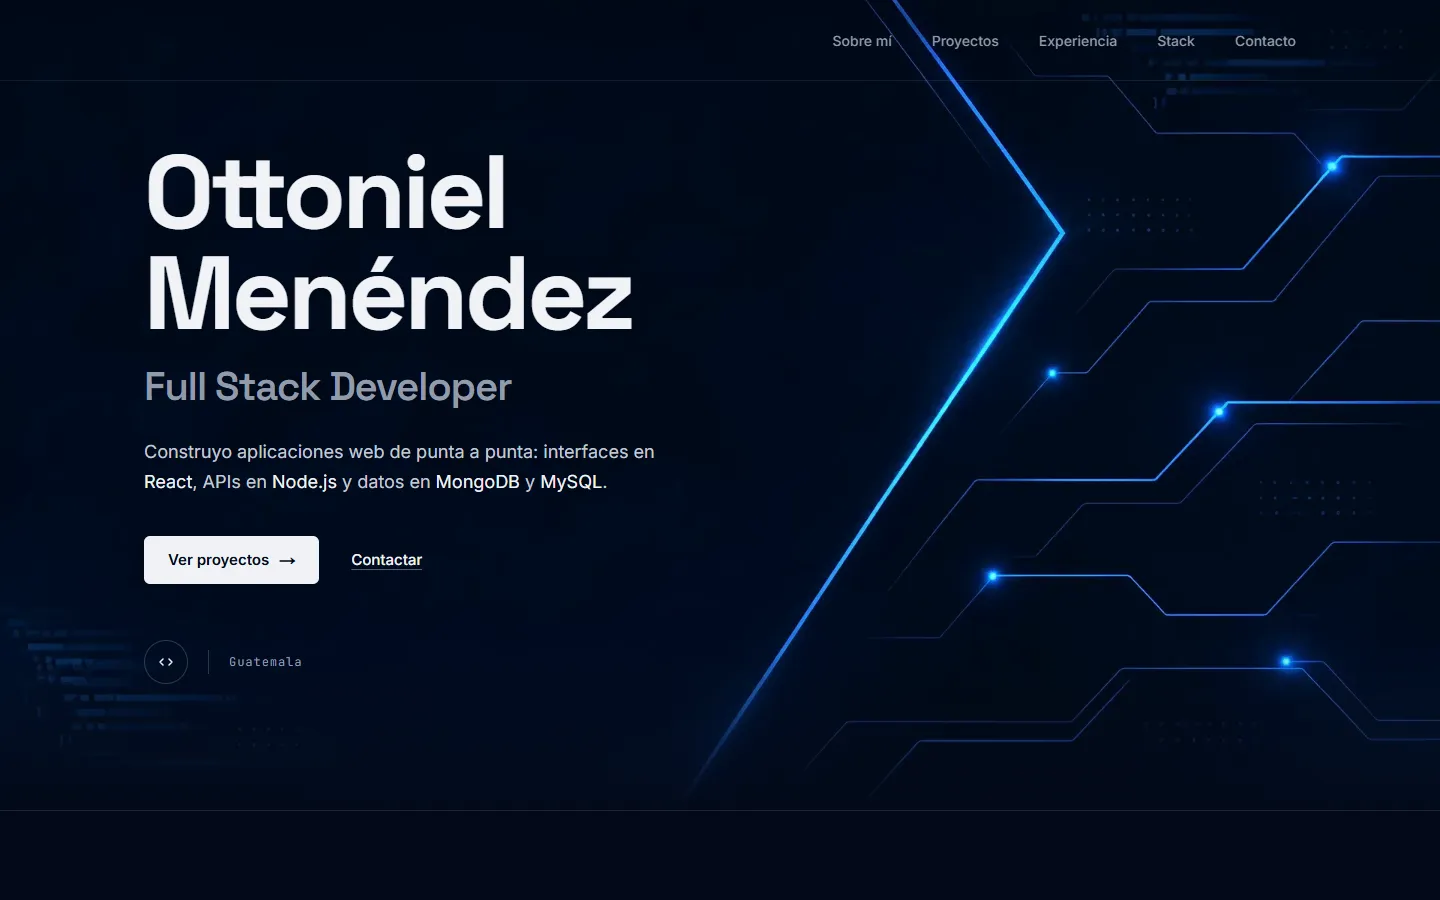 Sobre mí Proyectos Experiencia Stack Contacto
Ottoniel
Menéndez
Full Stack Developer
Construyo aplicaciones web de punta a punta: interfaces en
React, APIs en Node.js y datos en MongoDB y MySQL.
Ver proyectos → Contactar
Guatemala